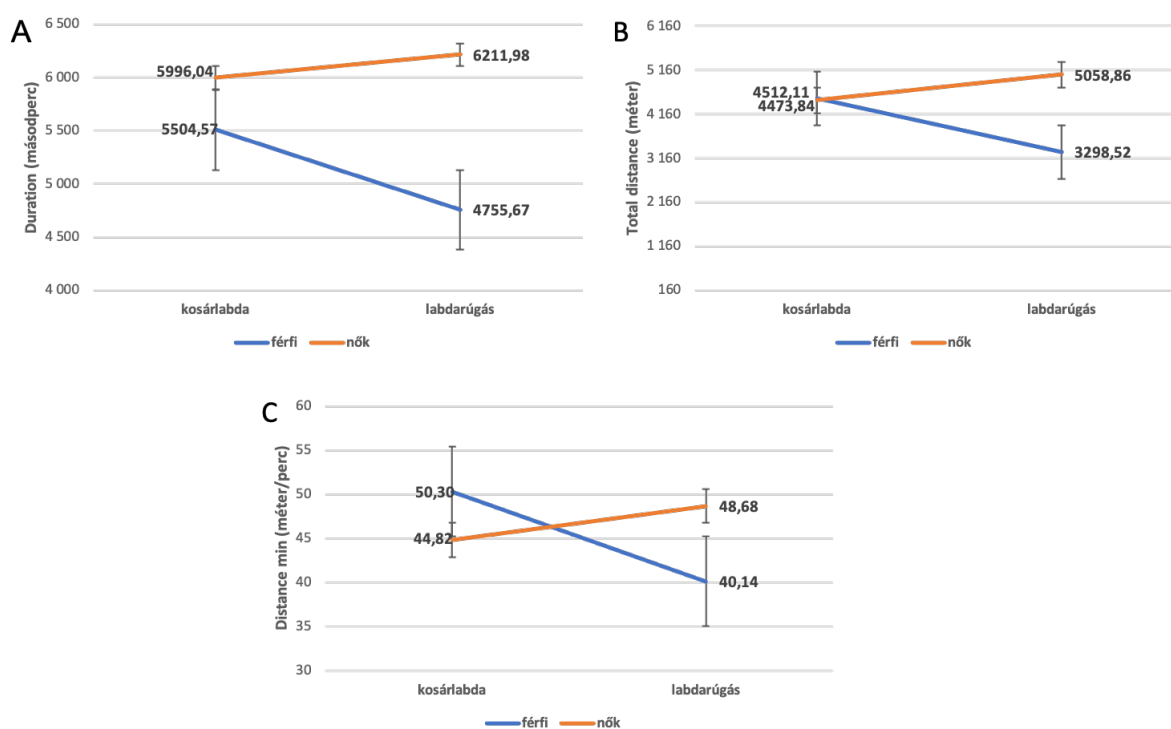 A
Duration (másodperc)
6 500
6 000
5 500
5 000
4 500
4 000
5996,04
6211,98
5504,57
4755,67
kosárlabda
labdarúgás
férfi
nők
B
Total distance (méter)
6 160
5 160
4 160
3 160
2 160
1 160
160
4512,11
4473,84
5058,86
3298,52
kosárlabda
labdarúgás
férfi
nők
C
Distance min (méter/perc)
60
55
50
45
40
35
30
50,30
44,82
48,68
40,14
kosárlabda
labdarúgás
férfi
nők